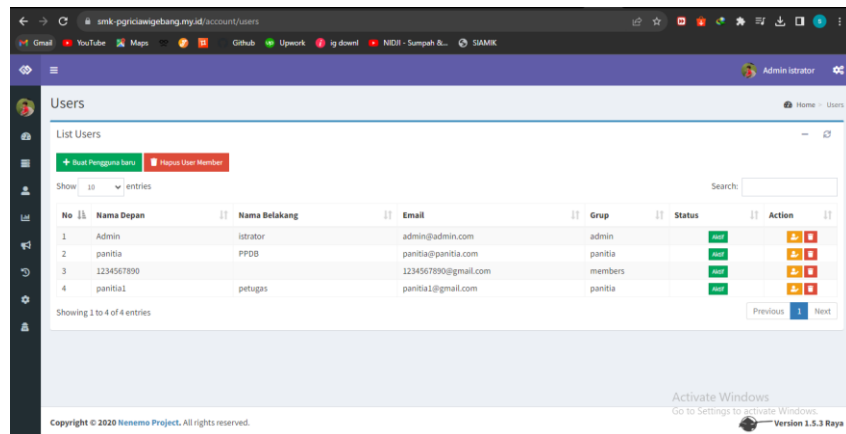 smk-pgriciawigebang.my.id/account/users
Gmail YouTube Maps Github Upwork ig downl NIDJI - Sumpah &... SIAMIK
Admin istrator
Users
Home Users
List Users
+ Buat Pengguna baru Hapus User Member
Show 10 entries Search:
No Nama Depan Nama Belakang Email Grup Status Action
1 Admin istrator admin@admin.com admin Aktif
2 panitia PPDB panitia@panitia.com panitia Aktif
3 1234567890 1234567890@gmail.com members Aktif
4 panitia1 petugas panitia1@gmail.com panitia Aktif
Showing 1 to 4 of 4 entries Previous 1 Next
Activate Windows
Go to Settings to activate Windows.
Copyright © 2020 Nenemo Project. All rights reserved. Version 1.5.3 Raya